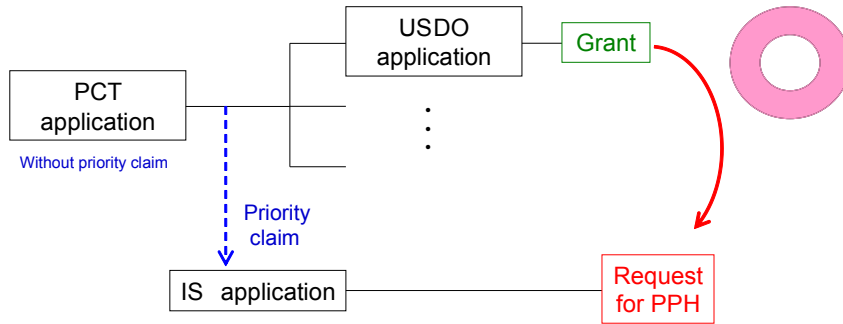 USDO
application
Grant
PCT
application
Without priority claim
Priority
claim
IS application
Request
for PPH